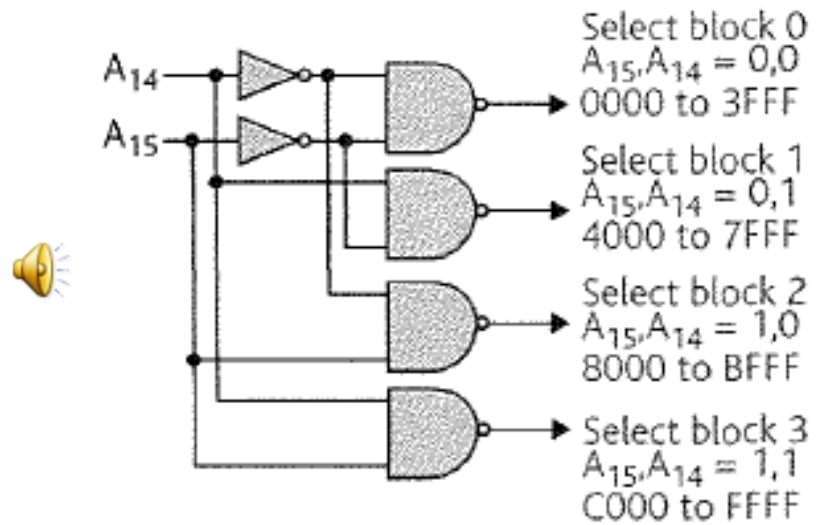 A14
A15
Select block 0
A15,A14 = 0,0
0000 to 3FFF
Select block 1
A15,A14 = 0,1
4000 to 7FFF
Select block 2
A15,A14 = 1,0
8000 to BFFF
Select block 3
A15,A14 = 1,1
C000 to FFFF